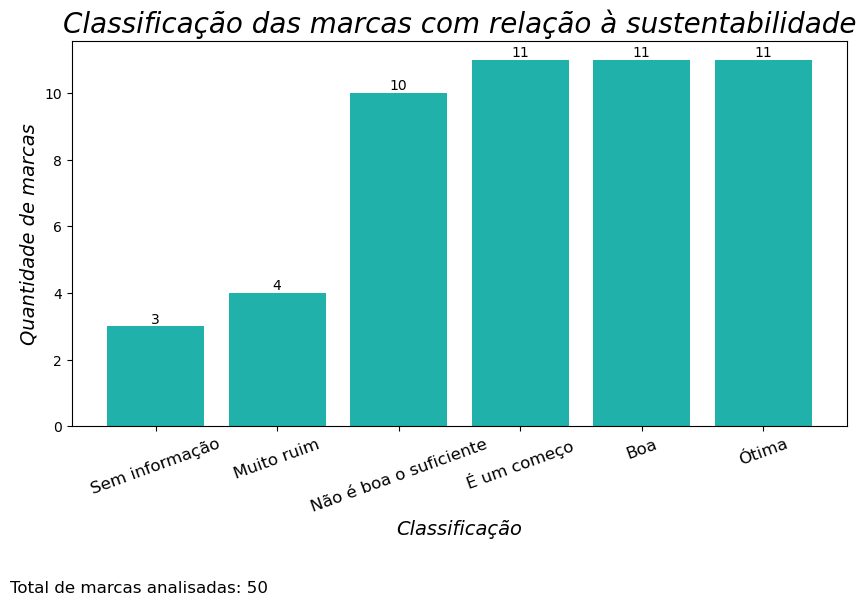 Classificação das marcas com relação à sustentabilidade
Quantidade de marcas
10
8
6
4
2
0
3
4
10
11
11
11
Sem informação
Muito ruim
Não é boa o suficiente
É um começo
Boa
Ótima
Classificação
Total de marcas analisadas: 50